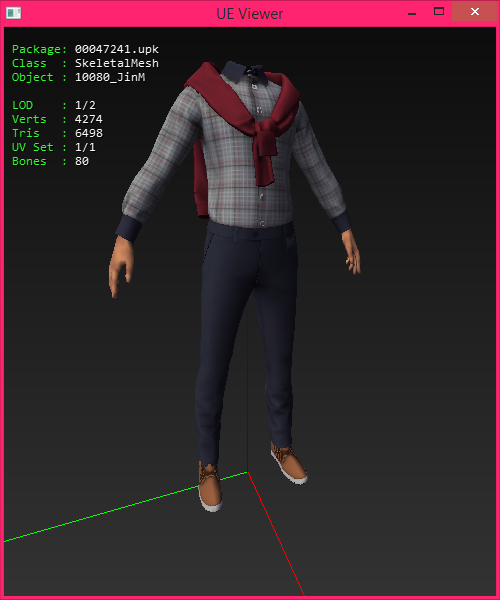 UE Viewer
Package: 00047241.upk
Class  : SkeletalMesh
Object : 10080_JinM
LOD    : 1/2
Verts  : 4274
Tris   : 6498
UV Set : 1/1
Bones  : 80